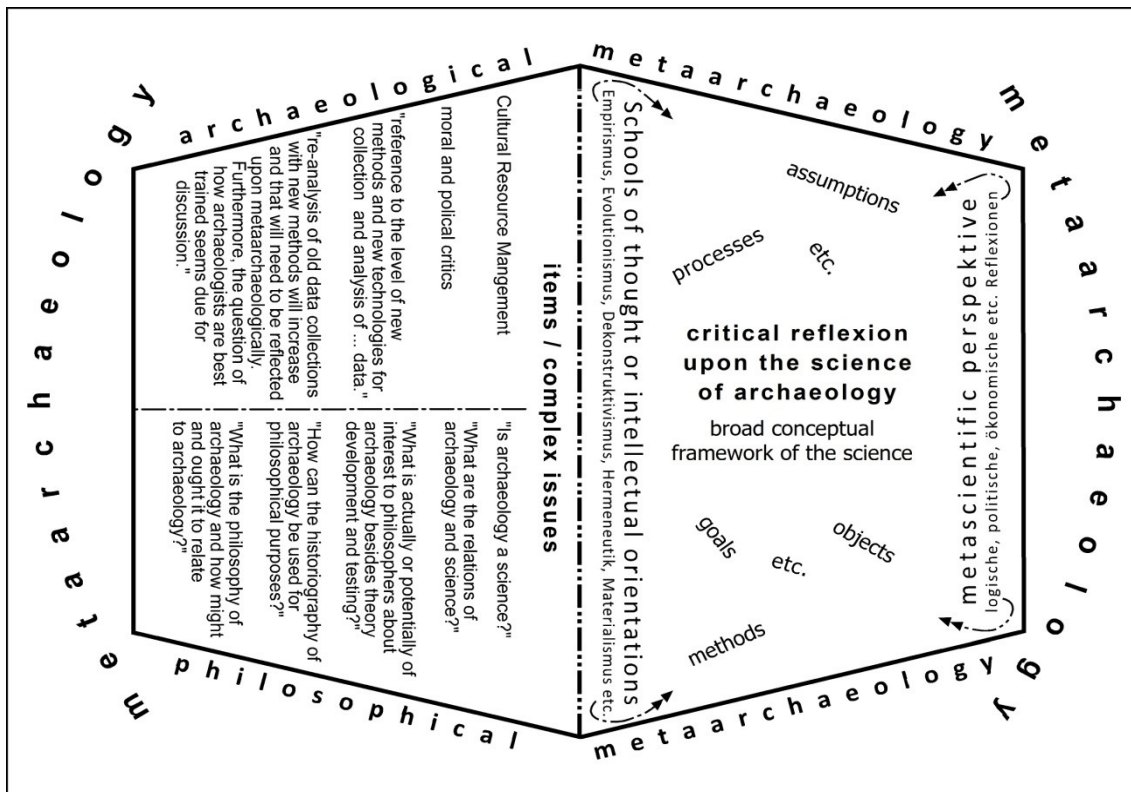 metaarchaeology
metaarchaeology
archaeological
metaarchaeology
philosophical
metaarchaeology
items / complex issues
Cultural Resource Mangement
moral and polical critics
"reference to the level of new
methods and new technologies for
collection and analysis of ... data."
"re-analysis of old data collections
with new methods will increase
and that will need to be reflected
upon metaarchaeologically.
Furthermore, the question of
how archaeologists are best
trained seems due for
discussion."
"Is archaeology a science?"
"What are the relations of
archaeology and science?"
"What is actually or potentially of
interest to philosophers about
archaeology besides theory
development and testing?"
"How can the historiography of
archaeology be used for
philosophical purposes?"
"What is the philosophy of
archaeology and how might
and ought it to relate
to archaeology?"
Schools of thought or intellectual orientations
Empirismus, Evolutionismus, Dekonstruktivismus, Hermeneutik, Materialismus etc.
assumptions
processes
etc.
critical reflexion
upon the science
of archaeology
broad conceptual
framework of the science
goals
etc.
objects
methods
metascientific perspektive
logische, politische, ökonomische etc. Reflexionen